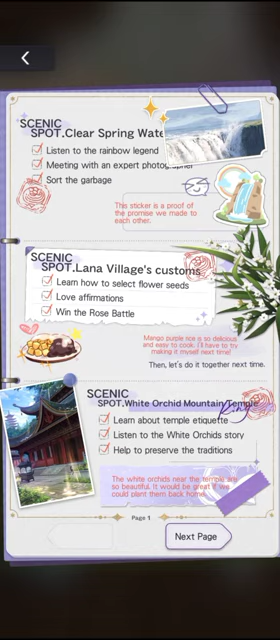 SCENIC
SPOT.Clear Spring Wate
Listen to the rainbow legend
Meeting with an expert photographer
Sort the garbage
This sticker is a proof of
the promise we made to
each other.
SCENIC
SPOT.Lana Village's customs
Learn how to select flower seeds
Love affirmations
Win the Rose Battle
Mango purple rice is so delicious
and easy to cook. I'll have to try
making it myself next time!
Then, let's do it together next time.
SCENIC
SPOT.White Orchid Mountain Temple
Learn about temple etiquette
Listen to the White Orchids story
Help to preserve the traditions
The white orchids near the temple are
so beautiful. It would be great if we
could plant them back home.
Page 1
Next Page